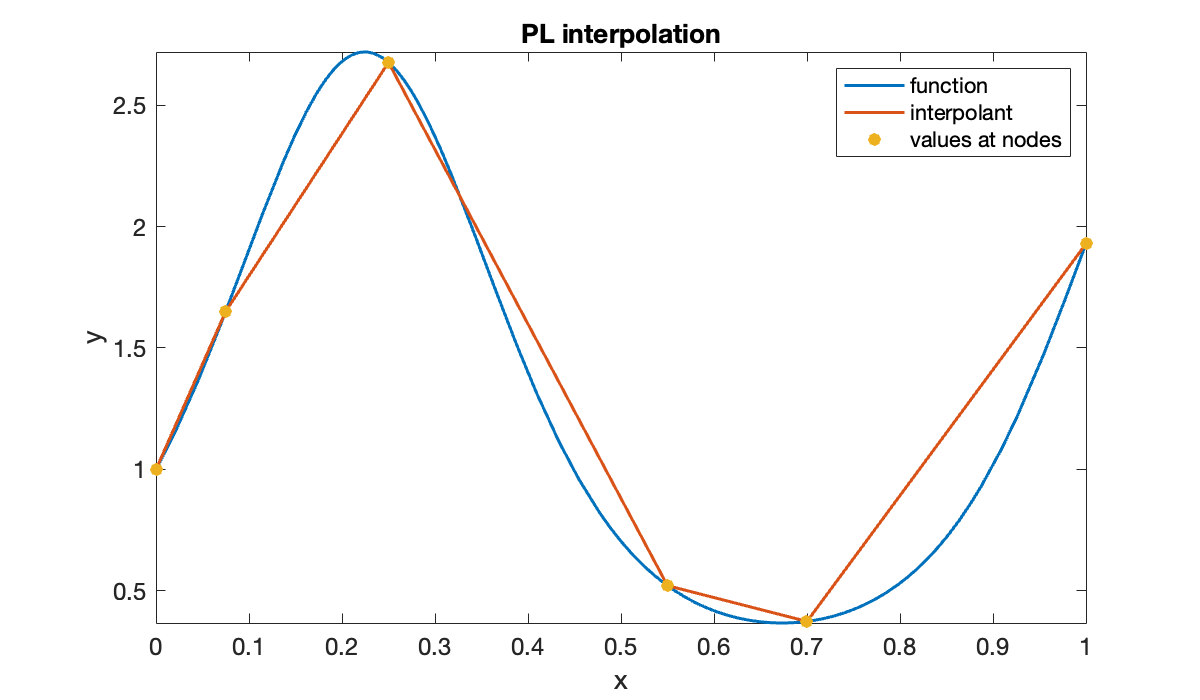 PL interpolation
function
interpolant
values at nodes
2.5
2
1.5
1
0.5
y
0 0.1 0.2 0.3 0.4 0.5 0.6 0.7 0.8 0.9 1
x